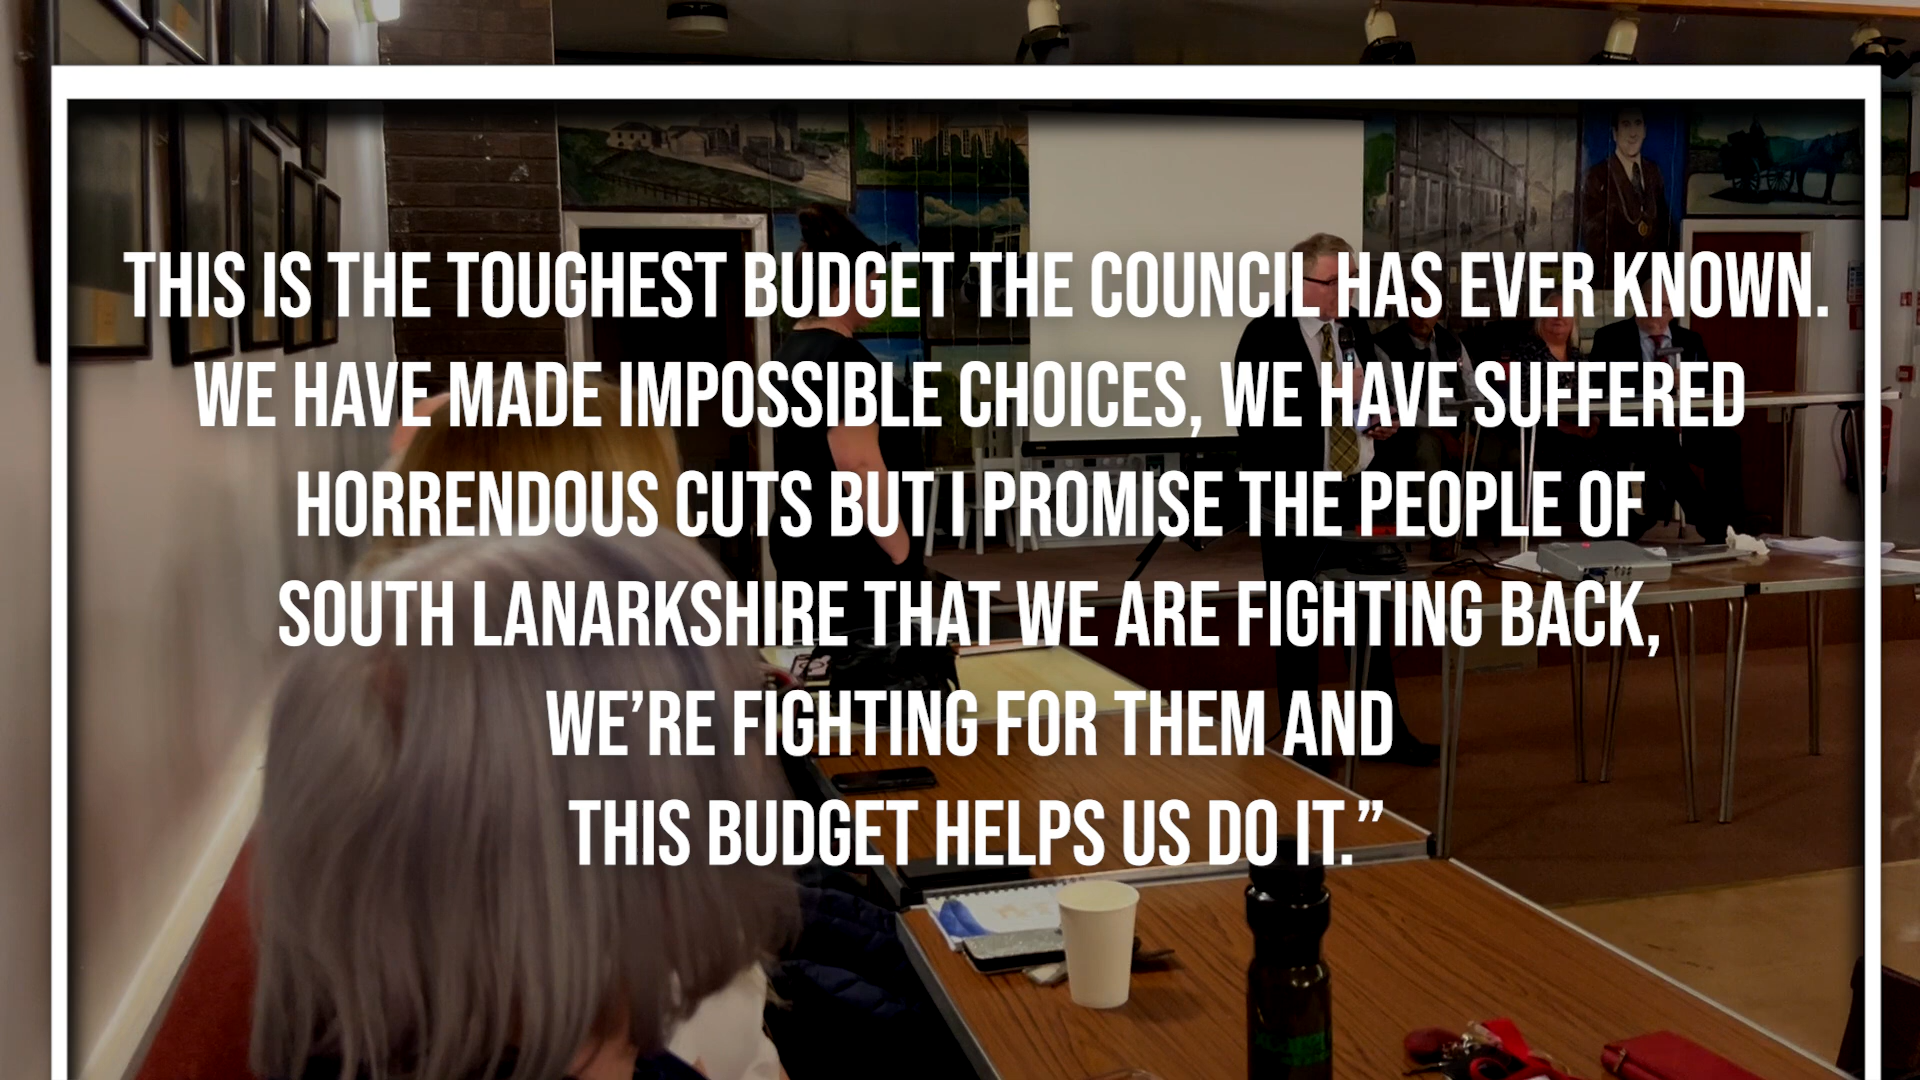 THIS IS THE TOUGHEST BUDGET THE COUNCIL HAS EVER KNOWN.
WE HAVE MADE IMPOSSIBLE CHOICES, WE HAVE SUFFERED
HORRENDOUS CUTS BUT I PROMISE THE PEOPLE OF
SOUTH LANARKSHIRE THAT WE ARE FIGHTING BACK,
WE’RE FIGHTING FOR THEM AND
THIS BUDGET HELPS US DO IT.”